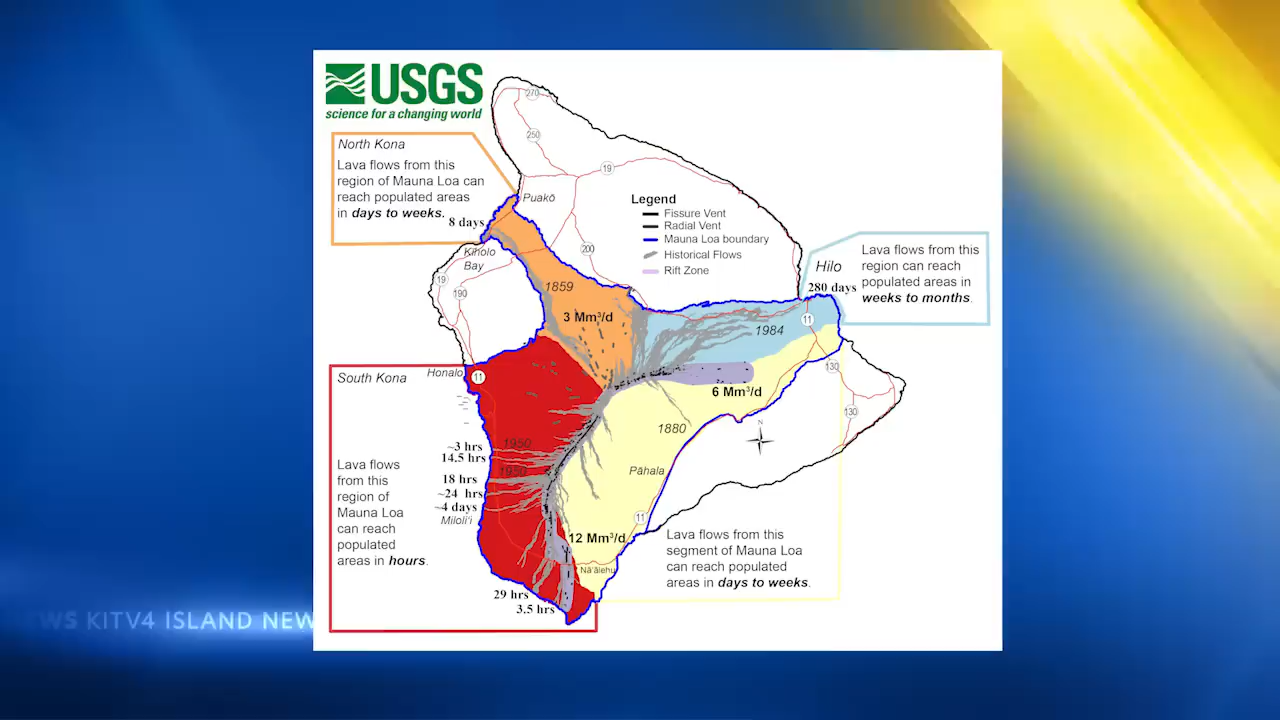 USGS
science for a changing world
North Kona
Lava flows from this
region of Mauna Loa can
reach populated areas
in days to weeks.
8 days
270
250
19
Puakō
Kīholo
Bay
200
19
190
Legend
Fissure Vent
Radial Vent
Mauna Loa boundary
Historical Flows
Rift Zone
Hilo
280 days
Lava flows from this
region can reach
populated areas in
weeks to months.
1859
3 Mm³/d
1984
11
130
130
6 Mm³/d
1880
N
Pāhala
11
12 Mm³/d
Nā'ālehu
South Kona
Honalo
11
1950
1950
~3 hrs
14.5 hrs
18 hrs
~24 hrs
~4 days
Miloli'i
Lava flows
from this
region of
Mauna Loa
can reach
populated
areas in hours.
29 hrs
3.5 hrs
Lava flows from this
segment of Mauna Loa
can reach populated
areas in days to weeks.
WS KITV4 ISLAND NEW